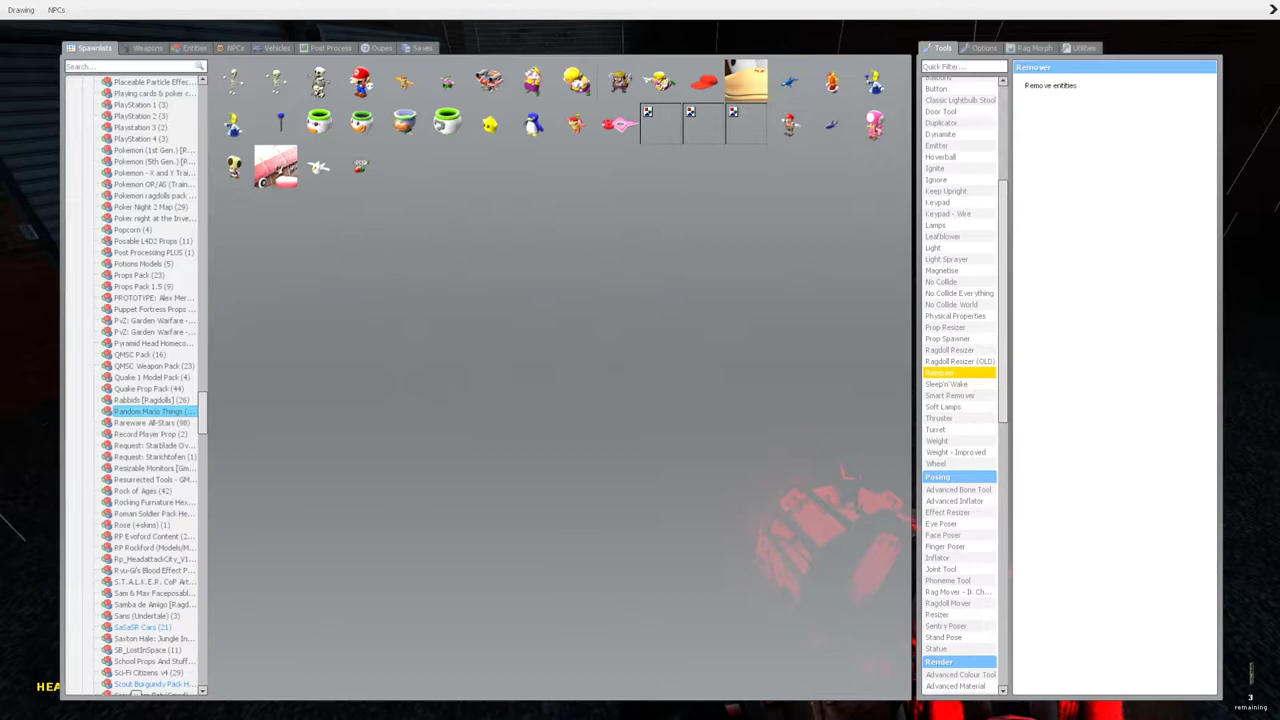 Drawing NPCs
Spawnlists Weapons Entities NPCs Vehicles Post Process Dupes Saves
Search...
Placeable Particle Effec...
Playing cards & poker c...
PlayStation 1 (3)
PlayStation 2 (3)
Playstation 3 (2)
PlayStation 4 (3)
Pokemon (1st Gen.) [R...
Pokemon (5th Gen.) [R...
Pokemon - X and Y Trai...
Pokemon OR/AS (Train...
Pokemon ragdolls pack ...
Poker Night 2 Map (29)
Poker night at the Inve...
Popcorn (4)
Posable L4D2 Props (11)
Post Processing PLUS (1)
Potions Models (5)
Props Pack (23)
Props Pack 1.5 (9)
PROTOTYPE: Alex Mer...
Puppet Fortress Props ...
PvZ: Garden Warfare -...
PvZ: Garden Warfare -...
Pyramid Head Homeco...
QMSC Pack (16)
QMSC Weapon Pack (23)
Quake 1 Model Pack (4)
Quake Prop Pack (44)
Rabbids [Ragdolls] (26)
Random Mario Things (...
Rareware All-Stars (98)
Record Player Prop (2)
Request: Starblade Ov...
Request: Starichtofen (1)
Resizable Monitors [Gm...
Resurrected Tools - GM...
Rock of Ages (42)
Rocking Furnature Hex...
Roman Soldier Pack He...
Rose (+skins) (1)
RP Evoford Content (2...
RP Rockford (Models/M...
Rp_HeadattackCity_V1...
Ryu-Gi's Blood Effect P...
S.T.A.L.K.E.R. CoP Art...
Sam & Max Faceposabl...
Samba de Amigo [Ragd...
Sans (Undertale) (3)
SaSaSR Cars (21)
Saxton Hale: Jungle In...
SB_LostInSpace (11)
School Props And Stuff...
Sci-Fi Citizens v4 (29)
Scout Burgundy Pack H...
Tools Options Rag Morph Utilities
Quick Filter...
Button
Classic Lightbulb Stool
Door Tool
Duplicator
Dynamite
Emitter
Hoverball
Ignite
Ignore
Keep Upright
Keypad
Keypad - Wire
Lamps
Leafblower
Light
Light Sprayer
Magnetise
No Collide
No Collide Everything
No Collide World
Physical Properties
Prop Resizer
Prop Spawner
Ragdoll Resizer
Ragdoll Resizer (OLD)
Remover
Sleep'n'Wake
Smart Remover
Soft Lamps
Thruster
Turret
Weight
Weight - Improved
Wheel
Posing
Advanced Bone Tool
Advanced Inflator
Effect Resizer
Eye Poser
Face Poser
Finger Poser
Inflator
Joint Tool
Phoneme Tool
Rag Mover - IK Ch...
Ragdoll Mover
Resizer
Sentry Poser
Stand Pose
Statue
Render
Advanced Colour Tool
Advanced Material
Remover
Remove entities
HEA
3
remaining